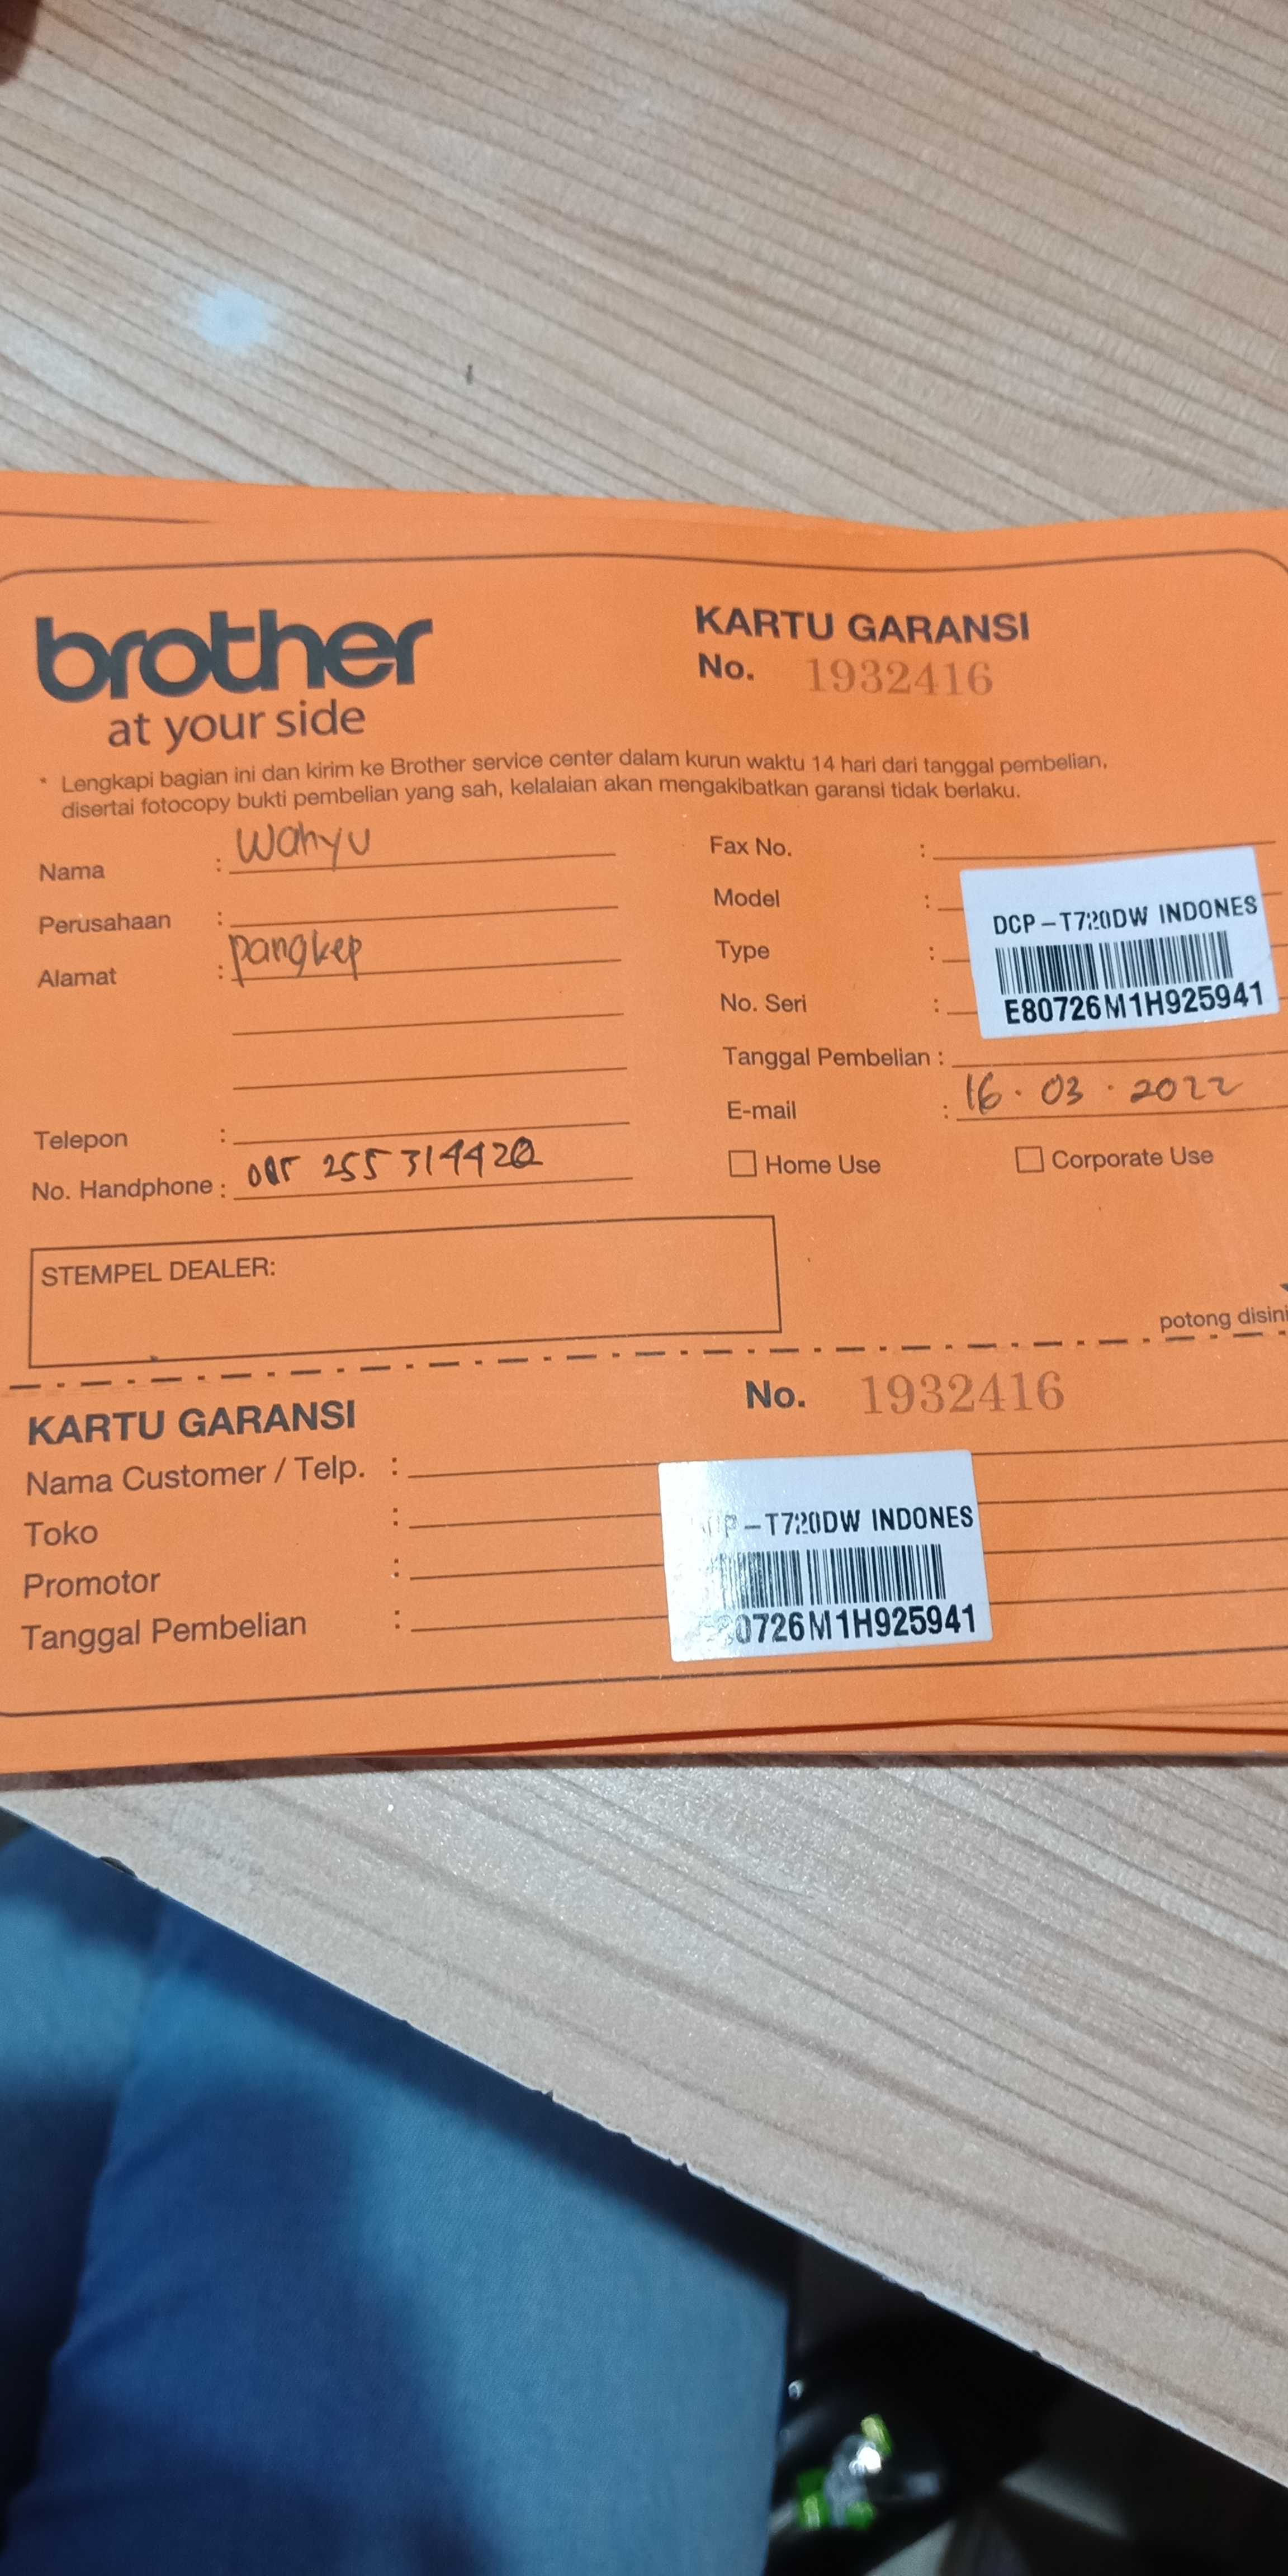 brother
at your side
KARTU GARANSI
No. 1932416
* Lengkapi bagian ini dan kirim ke Brother service center dalam kurun waktu 14 hari dari tanggal pembelian,
disertai fotocopy bukti pembelian yang sah, kelalaian akan mengakibatkan garansi tidak berlaku.
Nama : Wahyu
Perusahaan :
Alamat : pangkep
Telepon :
No. Handphone : 255 314420
Fax No. :
Model :
Type :
No. Seri :
DCP-T720DW INDONES
E80726M1H925941
Tanggal Pembelian :
E-mail : 16 . 03 . 2022
Home Use
Corporate Use
STEMPEL DEALER:
potong disini
KARTU GARANSI
No. 1932416
Nama Customer / Telp. :
Toko :
Promotor :
Tanggal Pembelian :
-T720DW INDONES
0726M1H925941